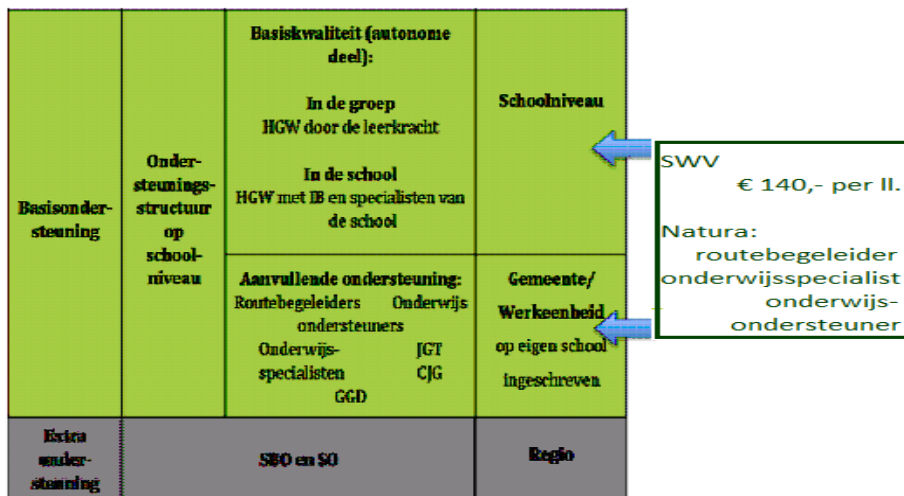 Basisonder-
steuning
Onder-
steunings-
structuur
op
school-
niveau
Basiskwaliteit (autonome
deel):
In de groep
HGW door de leerkracht
In de school
HGW met IB en specialisten van
de school
Schoolniveau
Aanvullende ondersteuning:
Routebegeleiders Onderwijs
ondersteuners
Onderwijs- JGT
specialisten CJG
GGD
Gemeente/
Werkeenheid
op eigen school
ingeschreven
Extra
onder-
steuning
SBO en SO
Regio
SWV
€ 140,- per ll.
Natura:
routebegeleider
onderwijsspecialist
onderwijs-
ondersteuner